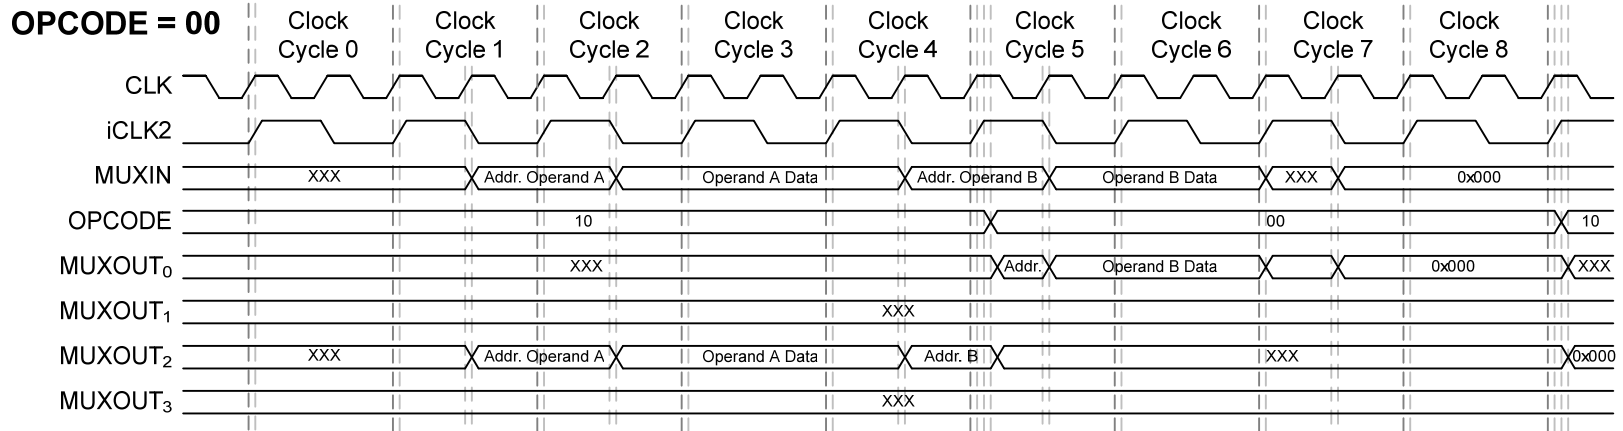 OPCODE = 00
Clock Cycle 0
Clock Cycle 1
Clock Cycle 2
Clock Cycle 3
Clock Cycle 4
Clock Cycle 5
Clock Cycle 6
Clock Cycle 7
Clock Cycle 8
CLK
iCLK2
MUXIN XXX Addr. Operand A Operand A Data Addr. Operand B Operand B Data XXX 0x000
OPCODE 10 00 10
MUXOUT₀ XXX Addr. Operand B Data 0x000 XXX
MUXOUT₁ XXX
MUXOUT₂ XXX Addr. Operand A Operand A Data Addr. B XXX 0x000
MUXOUT₃ XXX